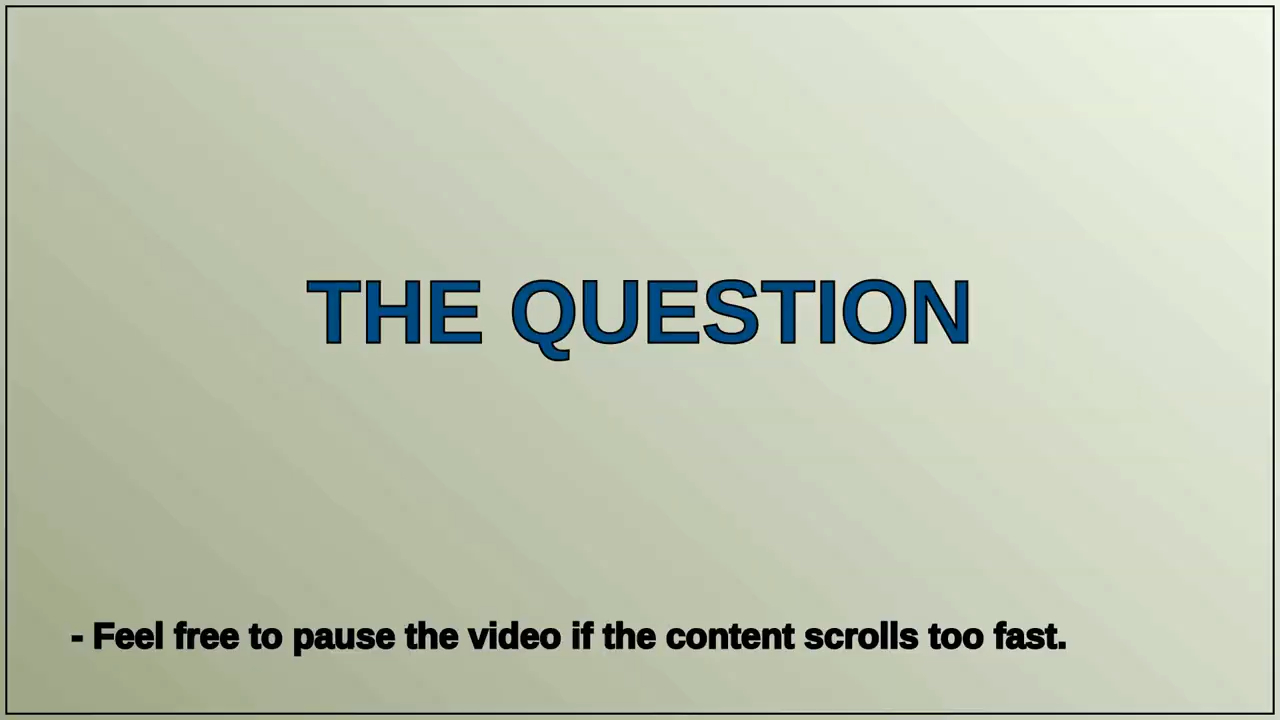 THE QUESTION
- Feel free to pause the video if the content scrolls too fast.